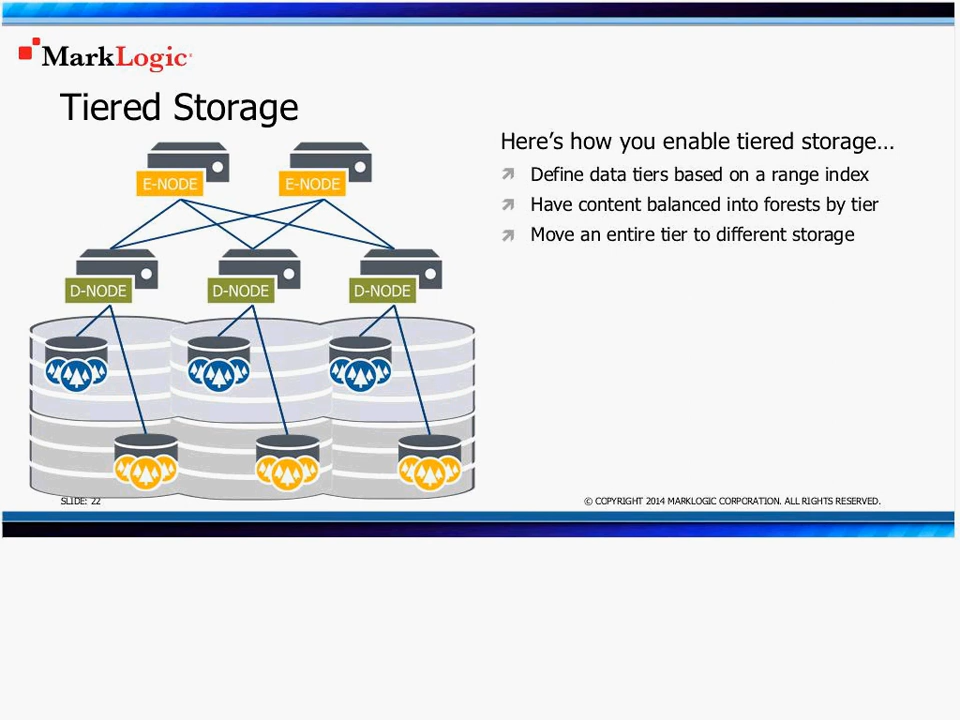 MarkLogic
Tiered Storage
Here’s how you enable tiered storage…
Define data tiers based on a range index
Have content balanced into forests by tier
Move an entire tier to different storage
E-NODE
E-NODE
D-NODE
D-NODE
D-NODE
SLIDE: 22
© COPYRIGHT 2014 MARKLOGIC CORPORATION. ALL RIGHTS RESERVED.